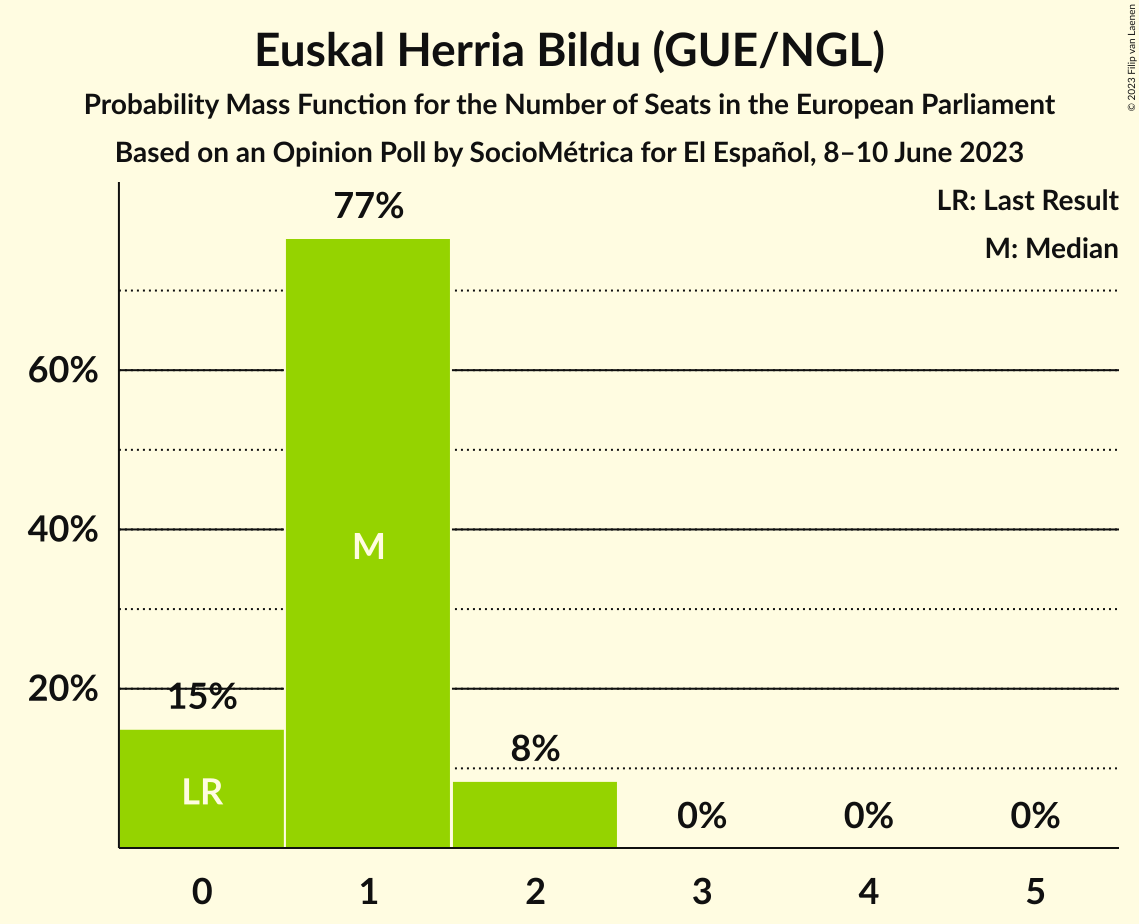 Euskal Herria Bildu (GUE/NGL)
Probability Mass Function for the Number of Seats in the European Parliament
Based on an Opinion Poll by SocioMétrica for El Español, 8–10 June 2023
© 2023 Filip van Laenen
LR: Last Result
M: Median
77%
60%
40%
M
20%
15%
8%
LR
0%
0%
0%
0
1
2
3
4
5